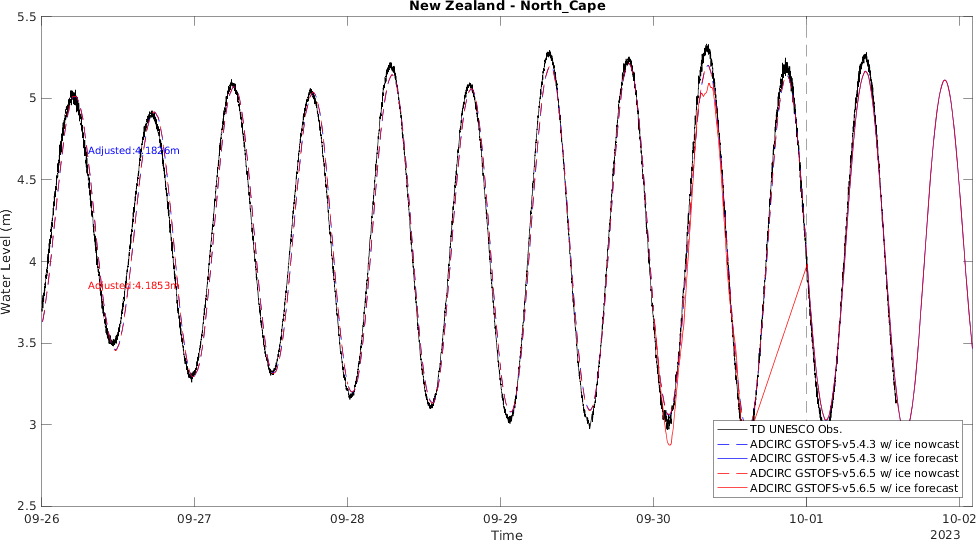 New Zealand - North_Cape
5.5
5
4.5
4
3.5
3
2.5
Water Level (m)
Adjusted:4.1826m
Adjusted:4.1853m
TD UNESCO Obs.
ADCIRC GSTOFS-v5.4.3 w/ ice nowcast
ADCIRC GSTOFS-v5.4.3 w/ ice forecast
ADCIRC GSTOFS-v5.6.5 w/ ice nowcast
ADCIRC GSTOFS-v5.6.5 w/ ice forecast
09-26 09-27 09-28 09-29 09-30 10-01 10-02
Time 2023